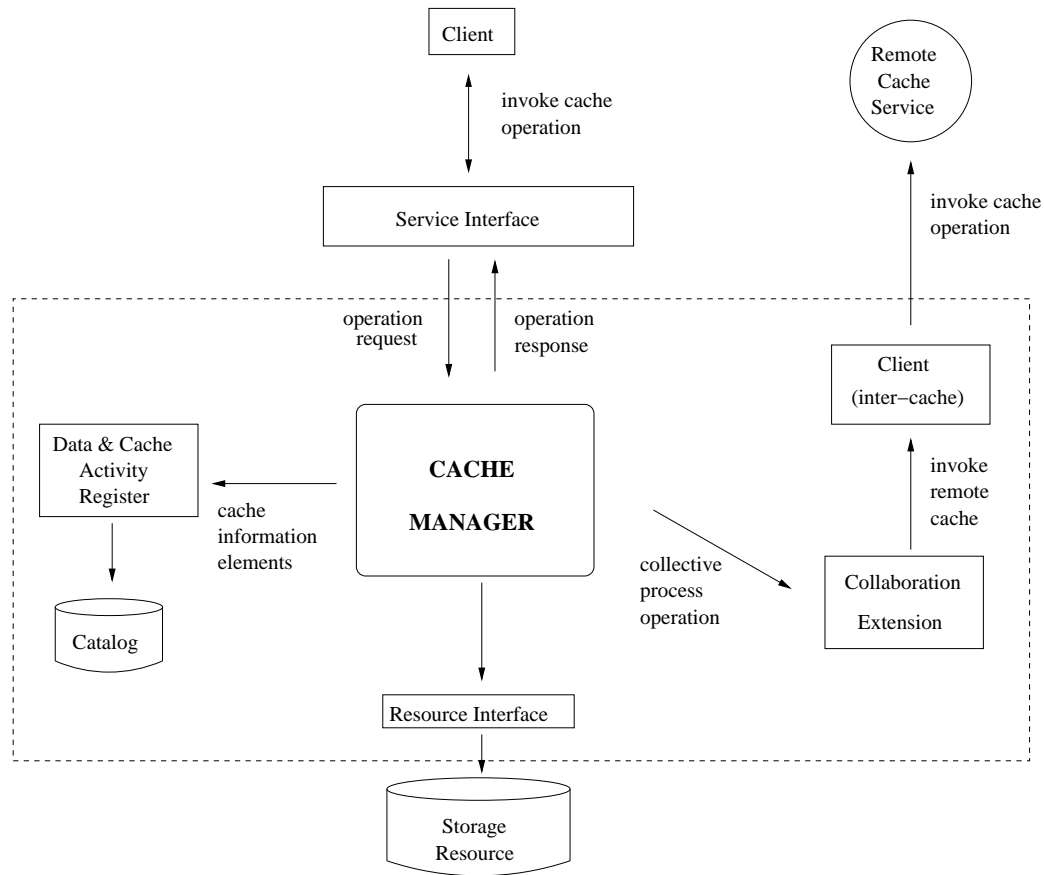 Client
Remote
Cache
Service
invoke cache
operation
Service Interface
invoke cache
operation
operation
request
operation
response
Client
(inter−cache)
Data & Cache
Activity
Register
CACHE
MANAGER
invoke
remote
cache
cache
information
elements
collective
process
operation
Collaboration
Extension
Catalog
Resource Interface
Storage
Resource